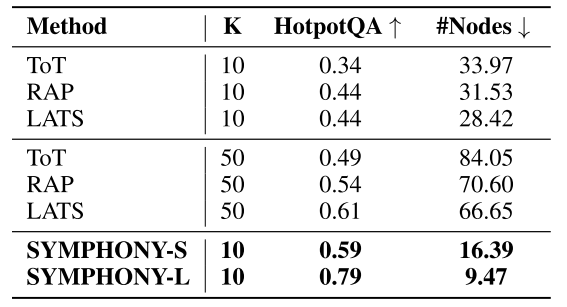 Method K HotpotQA ↑ #Nodes ↓
ToT 10 0.34 33.97
RAP 10 0.44 31.53
LATS 10 0.44 28.42
ToT 50 0.49 84.05
RAP 50 0.54 70.60
LATS 50 0.61 66.65
SYMPHONY-S 10 0.59 16.39
SYMPHONY-L 10 0.79 9.47